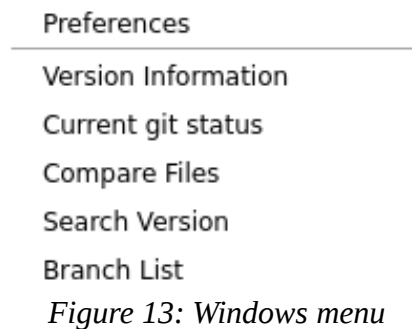 Preferences
Version Information
Current git status
Compare Files
Search Version
Branch List
Figure 13: Windows menu